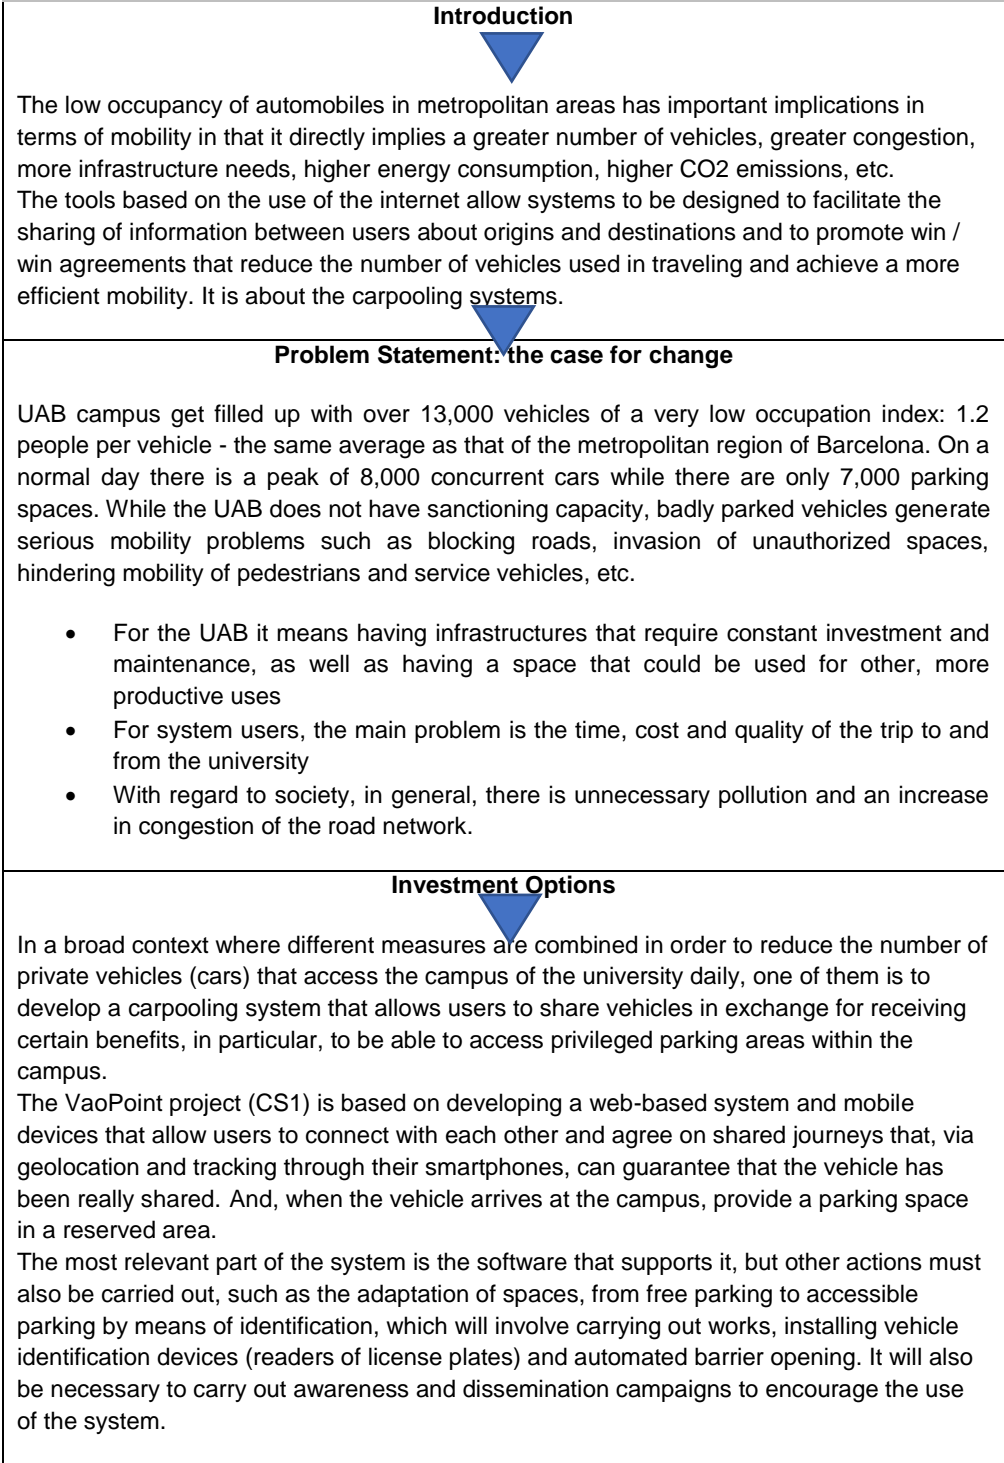 Introduction
The low occupancy of automobiles in metropolitan areas has important implications in
terms of mobility in that it directly implies a greater number of vehicles, greater congestion,
more infrastructure needs, higher energy consumption, higher CO2 emissions, etc.
The tools based on the use of the internet allow systems to be designed to facilitate the
sharing of information between users about origins and destinations and to promote win /
win agreements that reduce the number of vehicles used in traveling and achieve a more
efficient mobility. It is about the carpooling systems.
Problem Statement: the case for change
UAB campus get filled up with over 13,000 vehicles of a very low occupation index: 1.2
people per vehicle - the same average as that of the metropolitan region of Barcelona. On a
normal day there is a peak of 8,000 concurrent cars while there are only 7,000 parking
spaces. While the UAB does not have sanctioning capacity, badly parked vehicles generate
serious mobility problems such as blocking roads, invasion of unauthorized spaces,
hindering mobility of pedestrians and service vehicles, etc.
• For the UAB it means having infrastructures that require constant investment and
maintenance, as well as having a space that could be used for other, more
productive uses
• For system users, the main problem is the time, cost and quality of the trip to and
from the university
• With regard to society, in general, there is unnecessary pollution and an increase
in congestion of the road network.
Investment Options
In a broad context where different measures are combined in order to reduce the number of
private vehicles (cars) that access the campus of the university daily, one of them is to
develop a carpooling system that allows users to share vehicles in exchange for receiving
certain benefits, in particular, to be able to access privileged parking areas within the
campus.
The VaoPoint project (CS1) is based on developing a web-based system and mobile
devices that allow users to connect with each other and agree on shared journeys that, via
geolocation and tracking through their smartphones, can guarantee that the vehicle has
been really shared. And, when the vehicle arrives at the campus, provide a parking space
in a reserved area.
The most relevant part of the system is the software that supports it, but other actions must
also be carried out, such as the adaptation of spaces, from free parking to accessible
parking by means of identification, which will involve carrying out works, installing vehicle
identification devices (readers of license plates) and automated barrier opening. It will also
be necessary to carry out awareness and dissemination campaigns to encourage the use
of the system.